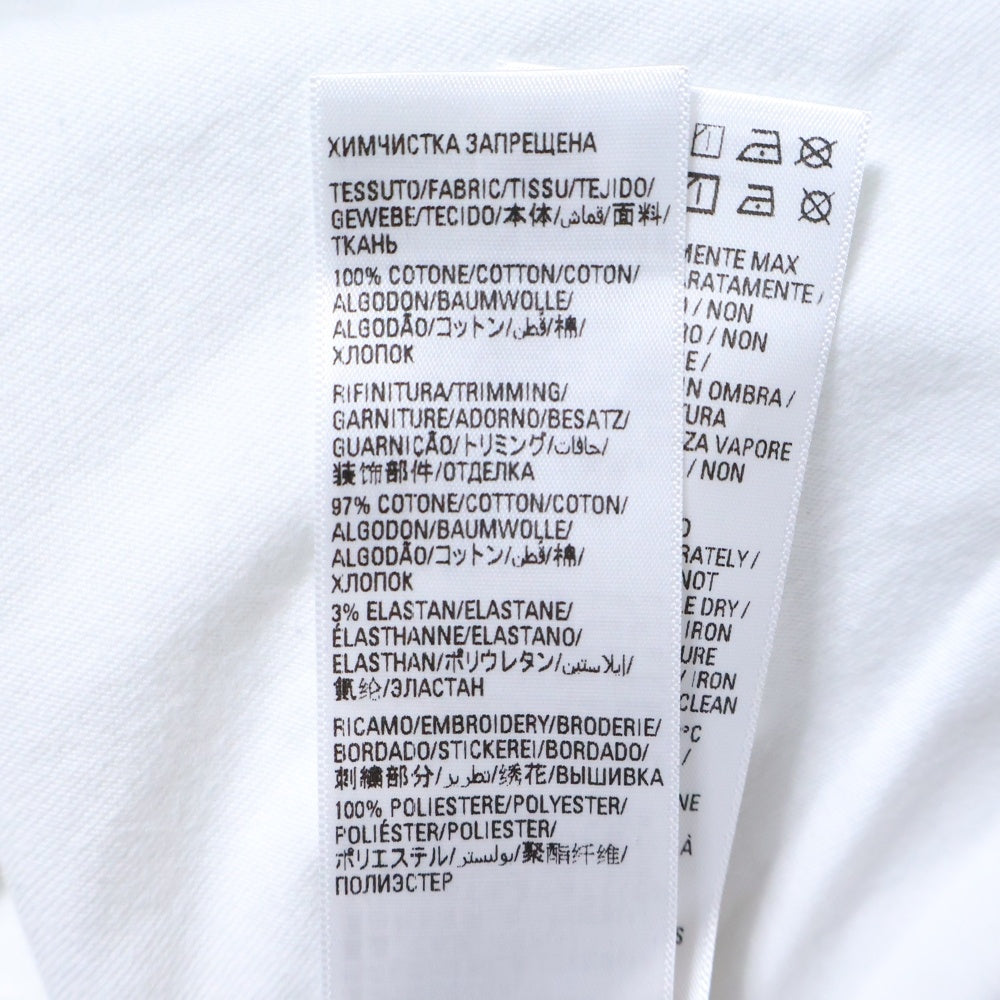 ХИМЧИСТКА ЗАПРЕЩЕНА
TESSUTO/FABRIC/TISSU/TEJIDO/
GEWEBE/TECIDO/本体/قماش/面料/
ТКАНЬ
100% COTONE/COTTON/COTON/
ALGODON/BAUMWOLLE/
ALGODÃO/コットン/قطن/棉/
ХЛОПОК
RIFINITURA/TRIMMING/
GARNITURE/ADORNO/BESATZ/
GUARNIÇÃO/トリミング/حافات/
装饰部件/ОТДЕЛКА
97% COTONE/COTTON/COTON/
ALGODON/BAUMWOLLE/
ALGODÃO/コットン/قطن/棉/
ХЛОПОК
3% ELASTAN/ELASTANE/
ÉLASTHANNE/ELASTANO/
ELASTHAN/ポリウレタン/إيلاستين/
氨纶/ЭЛАСТАН
RICAMO/EMBROIDERY/BRODERIE/
BORDADO/STICKEREI/BORDADO/
刺繍部分/تطريز/绣花/ВЫШИВКА
100% POLIESTERE/POLYESTER/
POLIÉSTER/POLIESTER/
ポリエステル/بوليستر/聚酯纤维/
ПОЛИЭСТЕР
MENTE MAX
ARATAMENTE/
/ NON
RO / NON
E /
IN OMBRA /
TURA
ZA VAPORE
/ NON
RATELY /
NOT
E DRY /
IRON
URE
/ IRON
CLEAN
°C
/
NE
À
S